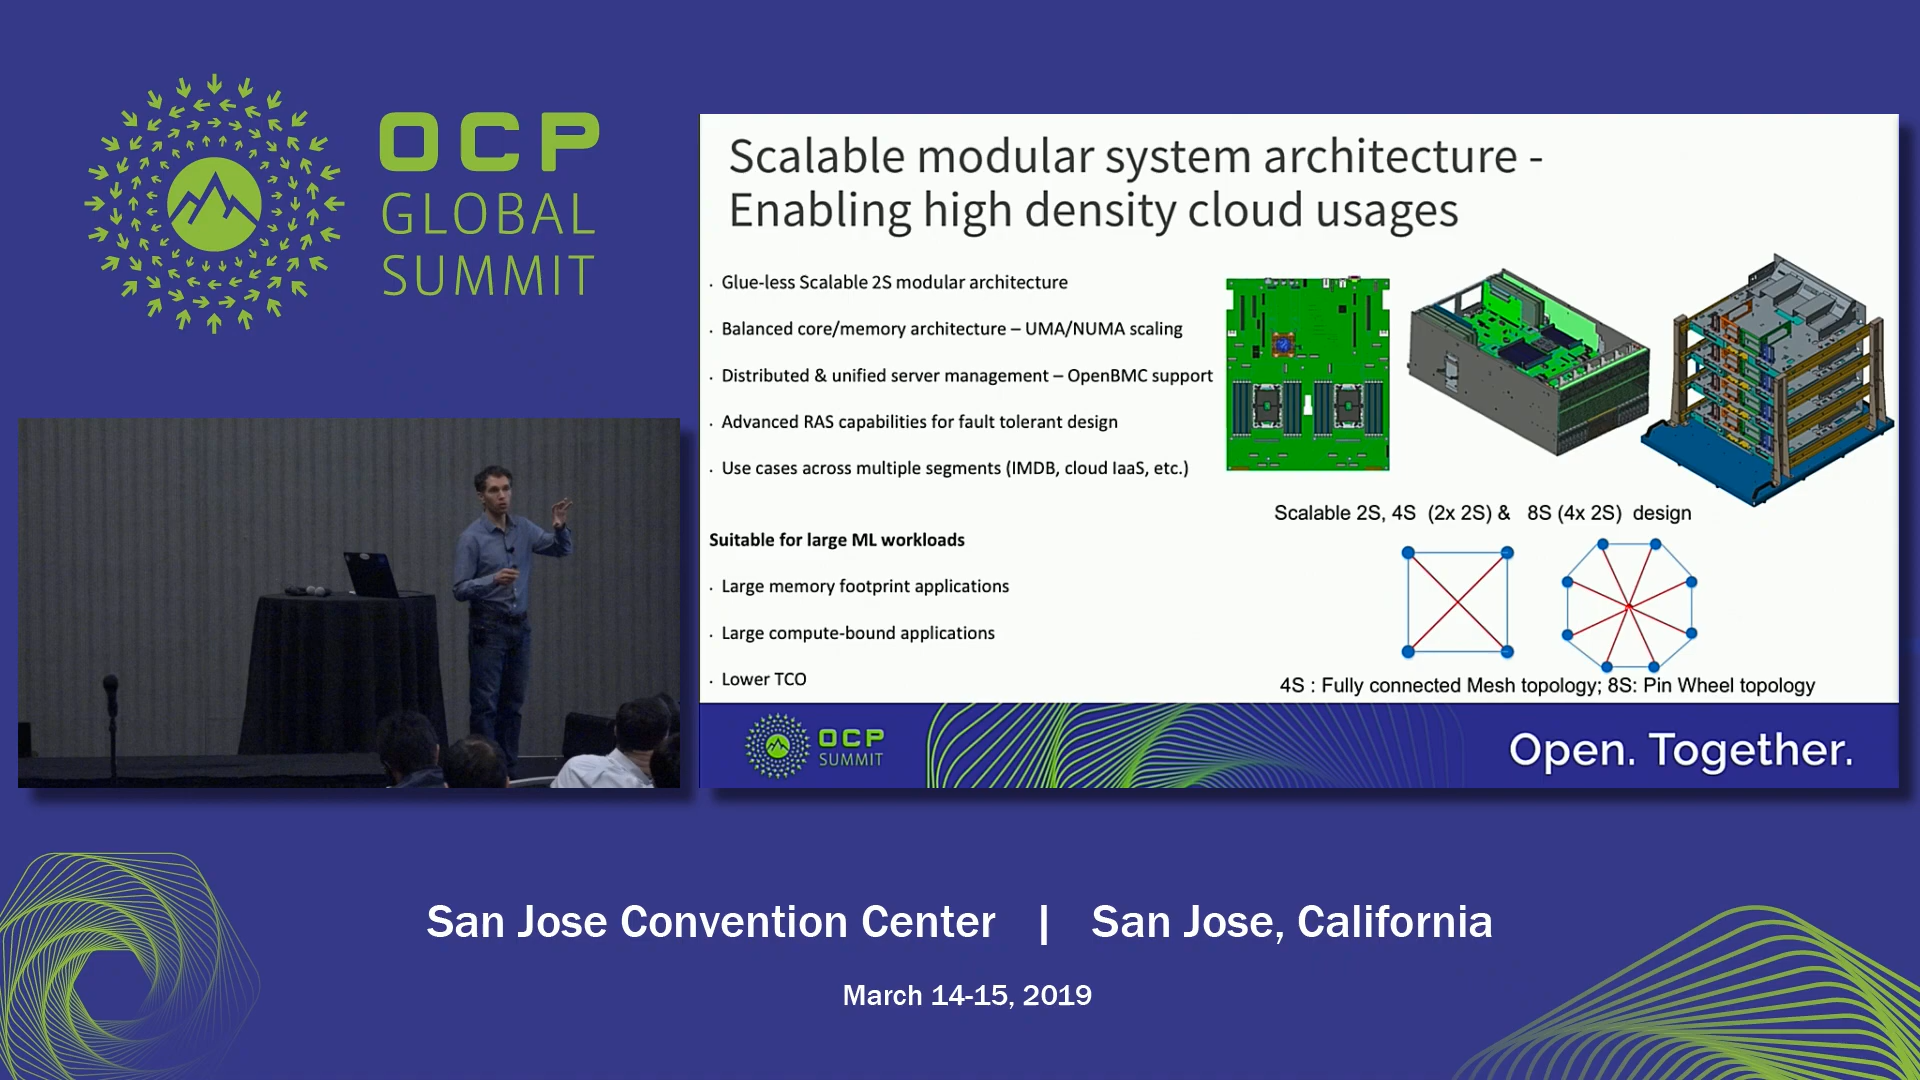 OCP
GLOBAL
SUMMIT
Scalable modular system architecture -
Enabling high density cloud usages
· Glue-less Scalable 2S modular architecture
· Balanced core/memory architecture – UMA/NUMA scaling
· Distributed & unified server management – OpenBMC support
· Advanced RAS capabilities for fault tolerant design
· Use cases across multiple segments (IMDB, cloud IaaS, etc.)
Suitable for large ML workloads
· Large memory footprint applications
· Large compute-bound applications
· Lower TCO
Scalable 2S, 4S (2x 2S) & 8S (4x 2S) design
4S : Fully connected Mesh topology; 8S: Pin Wheel topology
OCP
SUMMIT
Open. Together.
San Jose Convention Center | San Jose, California
March 14-15, 2019